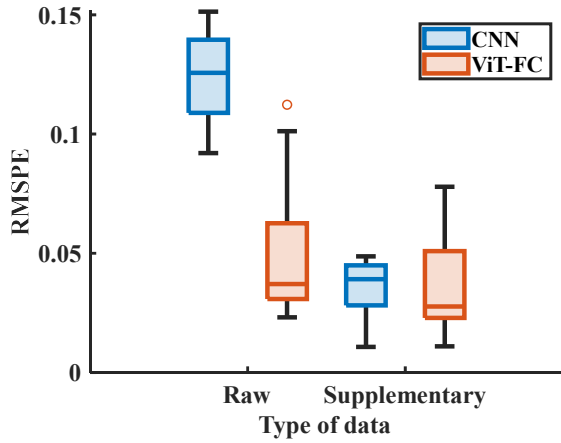 0.15
0.1
0.05
0
RMSPE
CNN
ViT-FC
Raw
Supplementary
Type of data